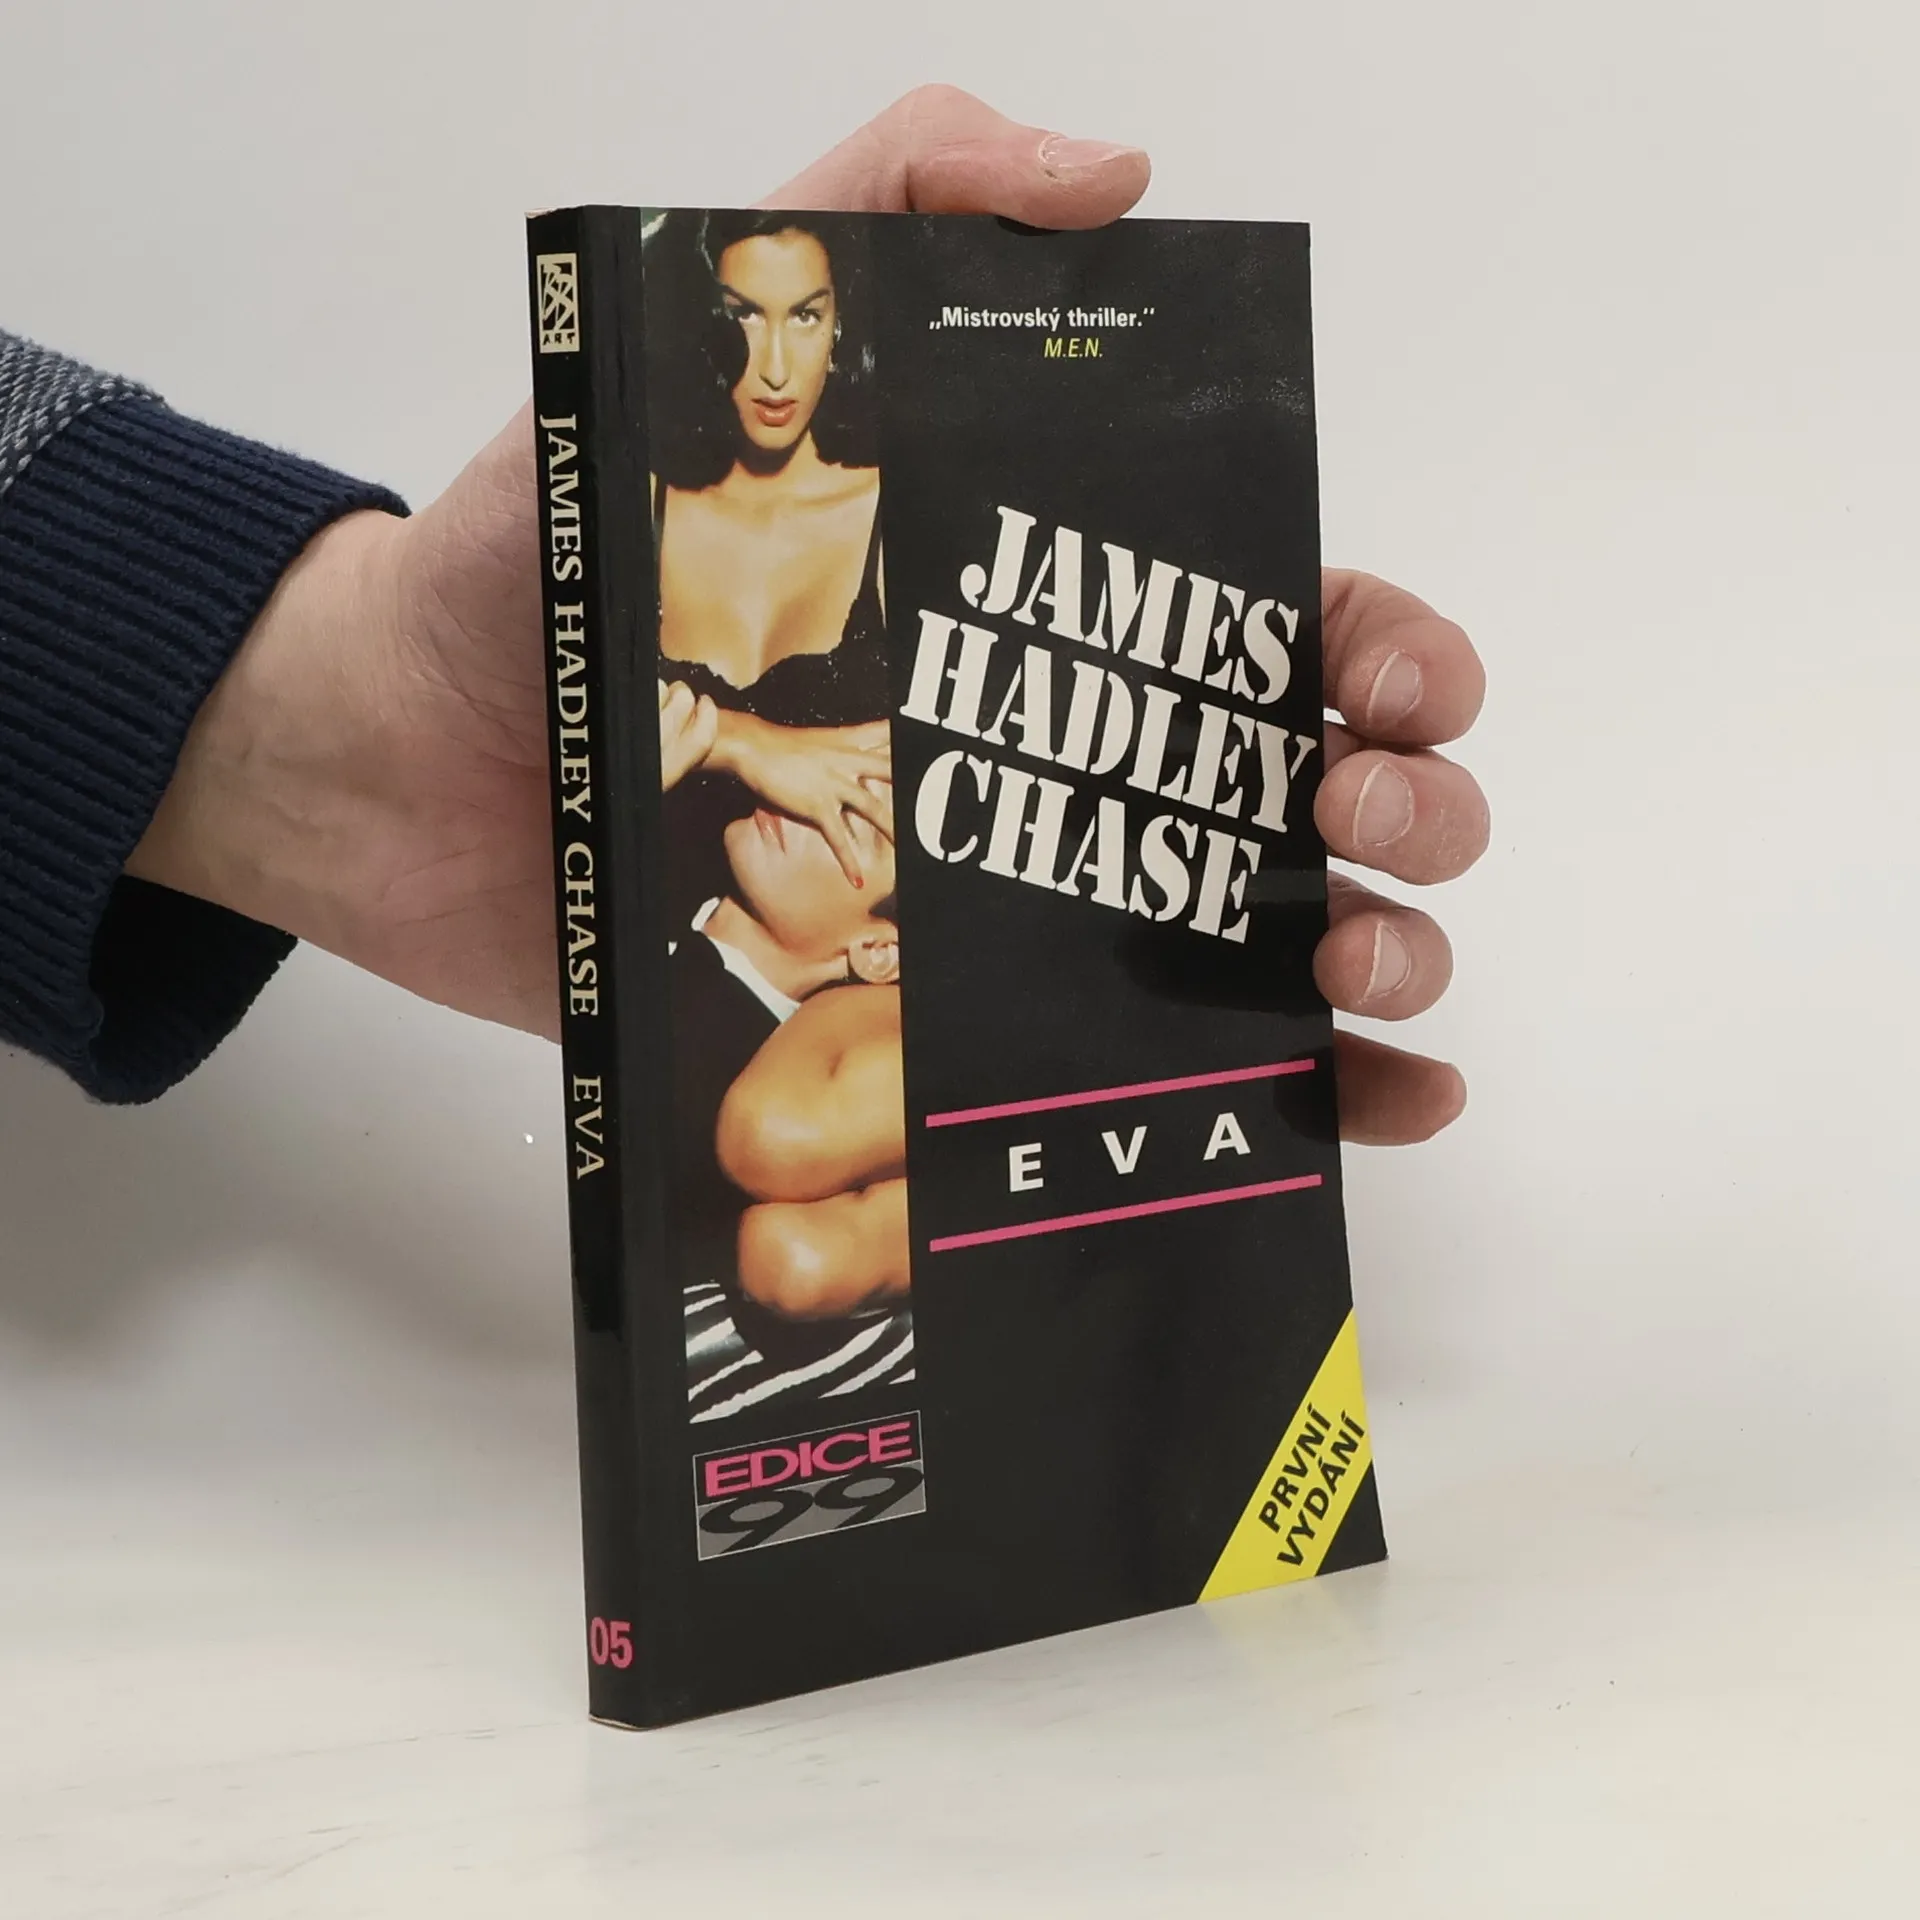 ART
JAMES HADLEY CHASE EVA
05
„Mistrovský thriller.“
M.E.N.
JAMES
HADLEY
CHASE
EVA
EDICE
99
PRVNÍ
VYDÁNÍ